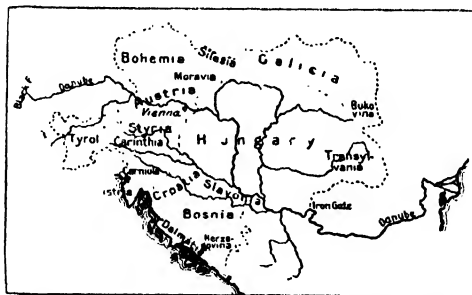 Bohemia
Silesia
Galicia
Moravia
Black F.
Danube
Austria
Vienna
Buko
vina
Styria
Hungary
Tyrol
Carinthia
Transyl
vania
Carniola
Istria
Croatia Slavonia
Bosnia
Iron Gate
Danube
Dalmatia
Herze
govina